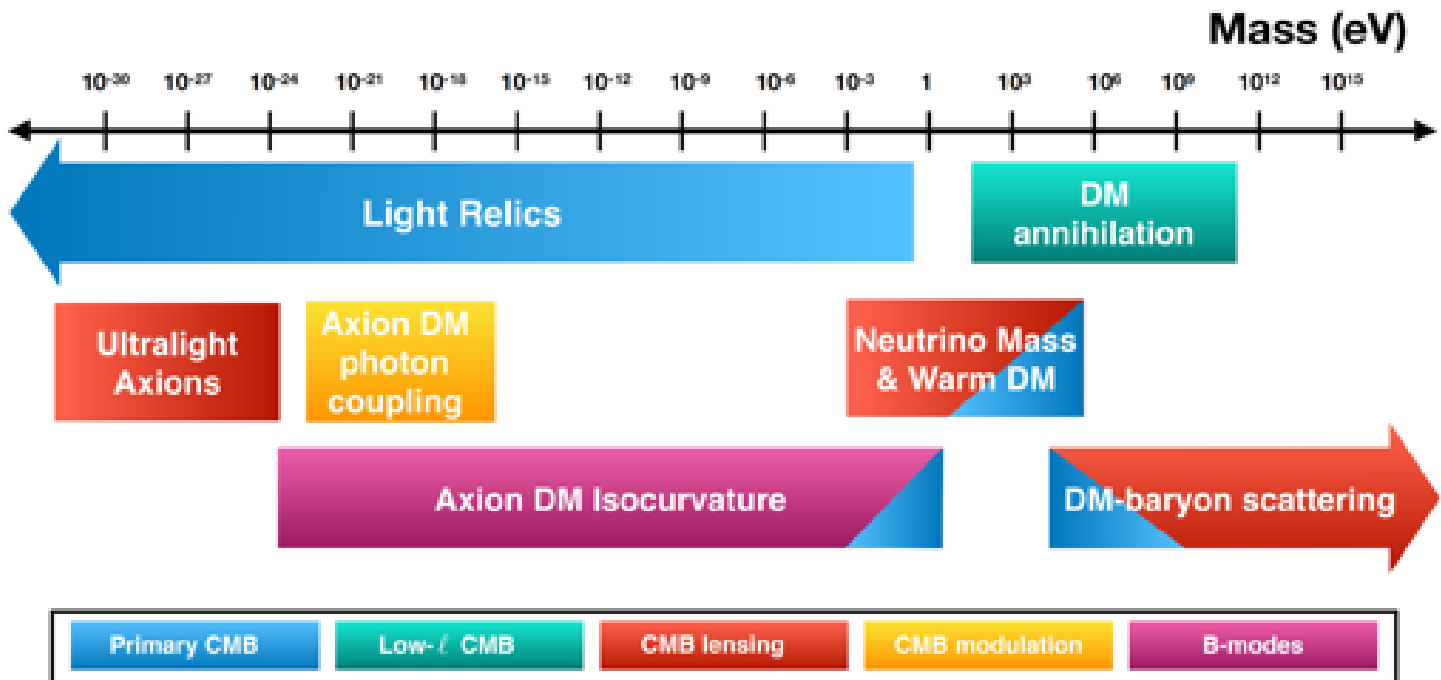 Mass (eV)
10⁻³⁰ 10⁻²⁷ 10⁻²⁴ 10⁻²¹ 10⁻¹⁸ 10⁻¹⁵ 10⁻¹² 10⁻⁹ 10⁻⁶ 10⁻³ 1 10³ 10⁶ 10⁹ 10¹² 10¹⁵
Light Relics
DM
annihilation
Ultralight
Axions
Axion DM
photon
coupling
Neutrino Mass
& Warm DM
Axion DM Isocurvature
DM-baryon scattering
Primary CMB
Low-ℓ CMB
CMB lensing
CMB modulation
B-modes